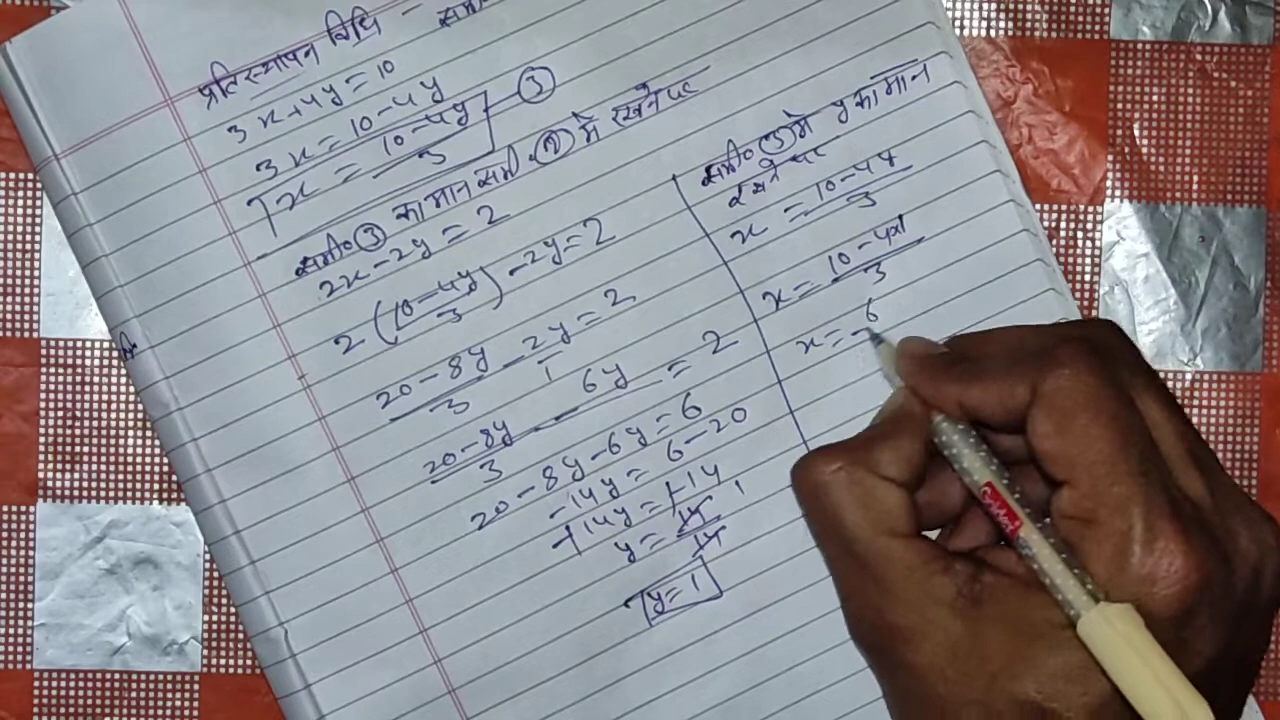 प्रतिस्थापन विधि – समी
3x+4y=10
3x=10-4y
x = 10-4y/3 — ③
समी० ③ का मान समी. ② में रखने पर
2x-2y=2
2(10-4y/3)-2y=2
20-8y/3 - 2y/1 = 2
20-8y/3 - 6y = 2
20-8y-6y=6
-14y=6-20
-14y=-14
y=14/14 1
y=1
समी० ③ में y का मान
रखने पर
x = 10-4y/3
x = 10-4x1/3
x = 6